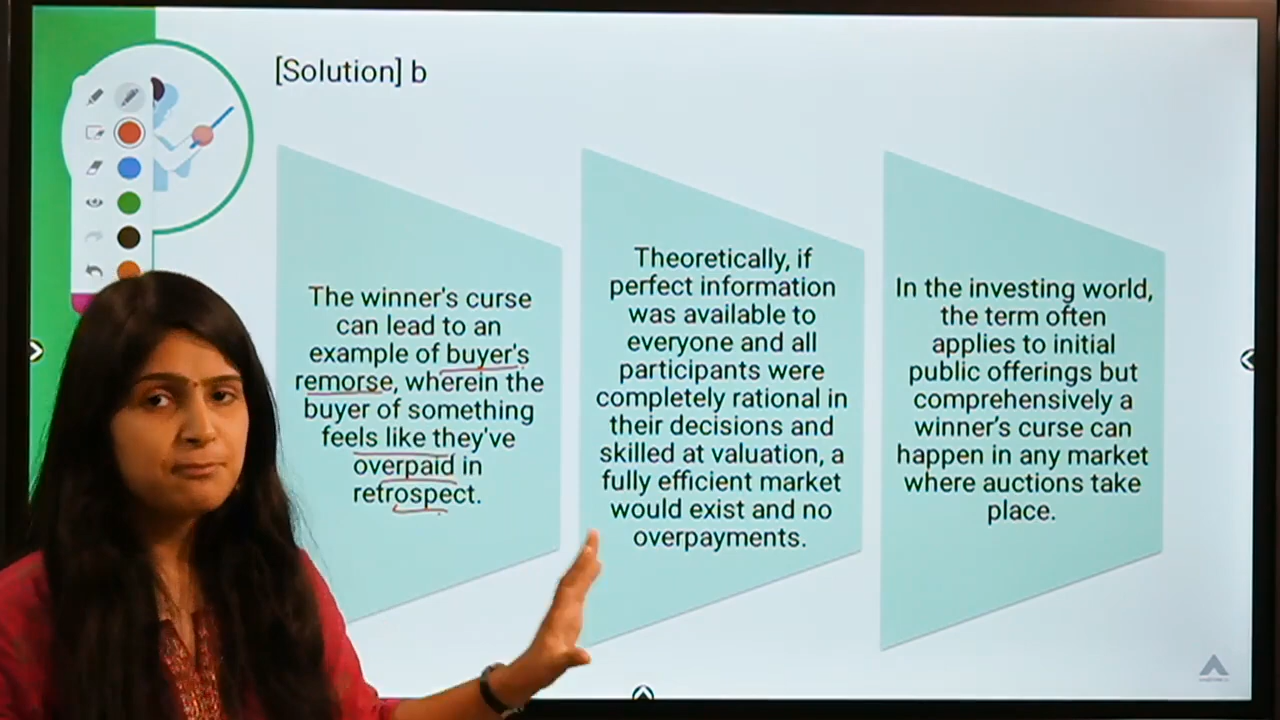 [Solution] b
The winner's curse
can lead to an
example of buyer's
remorse, wherein the
buyer of something
feels like they've
overpaid in
retrospect.
Theoretically, if
perfect information
was available to
everyone and all
participants were
completely rational in
their decisions and
skilled at valuation, a
fully efficient market
would exist and no
overpayments.
In the investing world,
the term often
applies to initial
public offerings but
comprehensively a
winner's curse can
happen in any market
where auctions take
place.